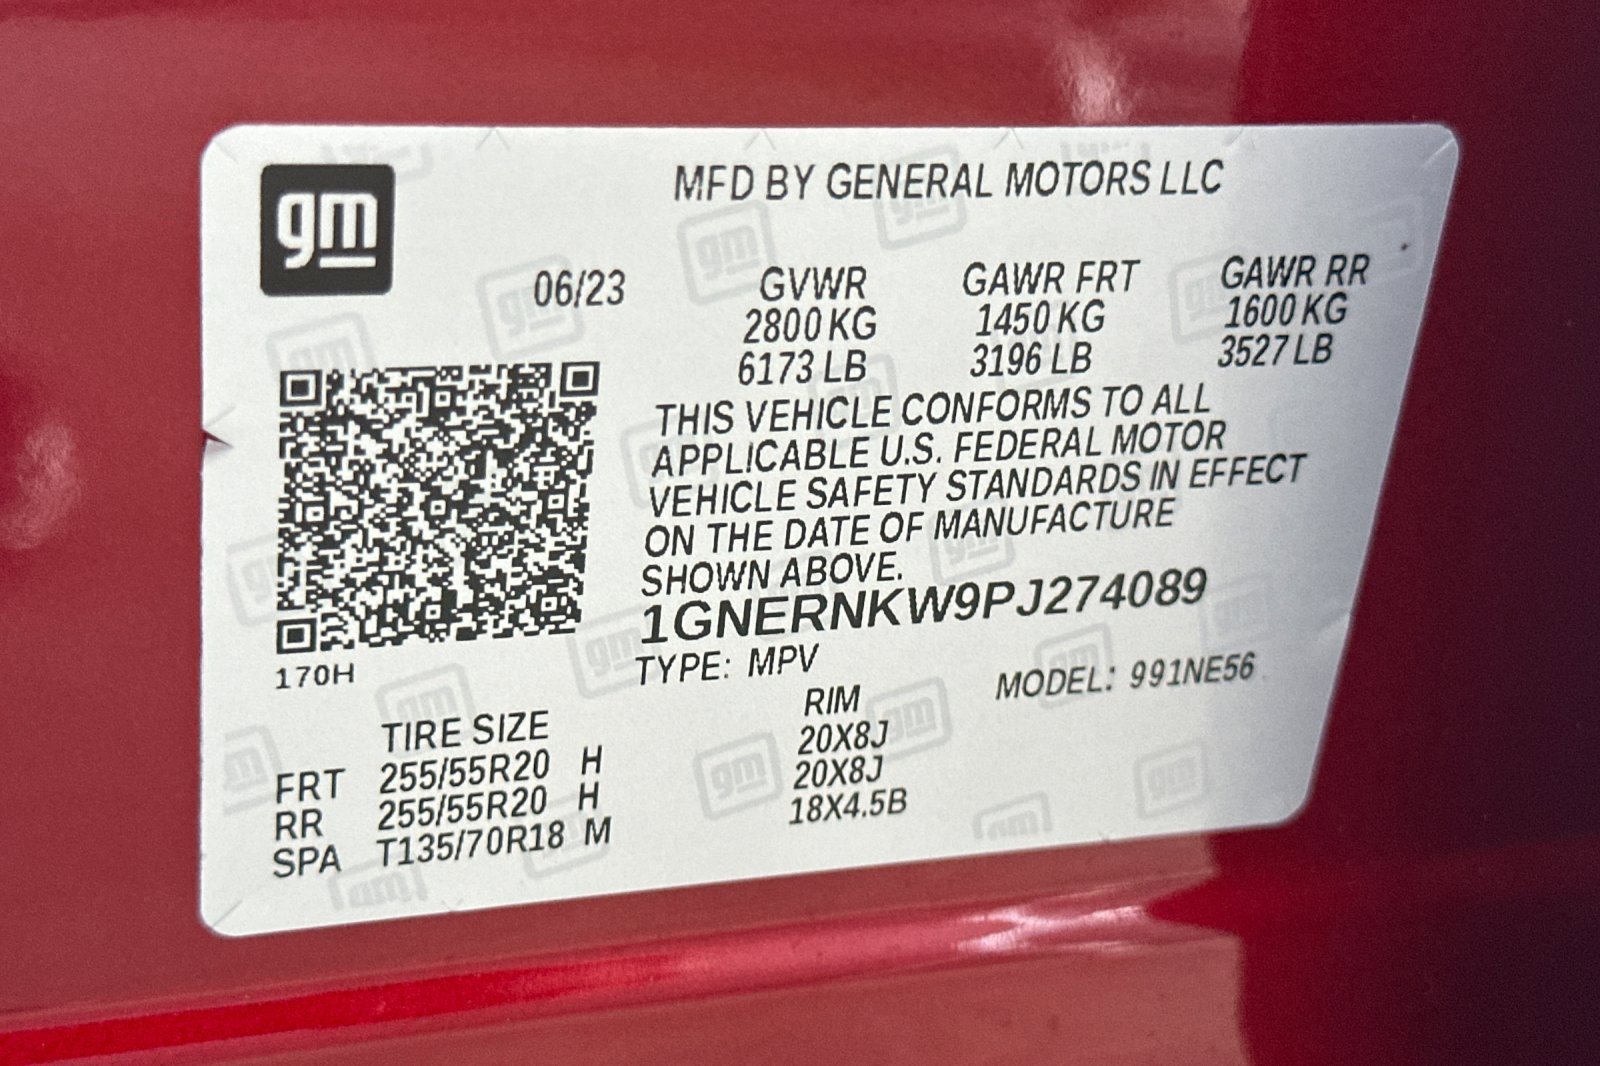 gm
MFD BY GENERAL MOTORS LLC
06/23 GVWR GAWR FRT GAWR RR
2800 KG 1450 KG 1600 KG
6173 LB 3196 LB 3527 LB
THIS VEHICLE CONFORMS TO ALL
APPLICABLE U.S. FEDERAL MOTOR
VEHICLE SAFETY STANDARDS IN EFFECT
ON THE DATE OF MANUFACTURE
SHOWN ABOVE.
1GNERNKW9PJ274089
170H
TYPE: MPV MODEL: 991NE56
TIRE SIZE RIM
FRT 255/55R20 H 20X8J
RR 255/55R20 H 20X8J
SPA T135/70R18 M 18X4.5B